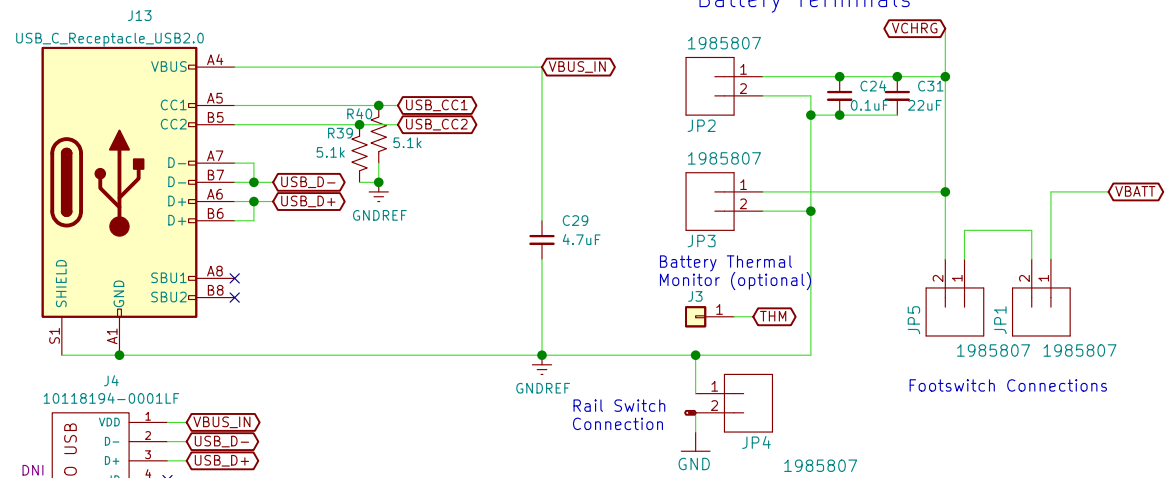 Battery Terminals
J13
USB_C_Receptacle_USB2.0
VBUS
A4
VBUS_IN
CC1
A5
USB_CC1
CC2
B5
USB_CC2
R40
5.1k
R39
5.1k
D-
A7
D-
B7
USB_D-
D+
A6
USB_D+
D+
B6
GNDREF
SBU1
A8
SBU2
B8
SHIELD
GND
S1
A1
C29
4.7uF
GNDREF
VCHRG
1985807
1
2
JP2
C24
0.1uF
C31
22uF
1985807
1
2
JP3
Battery Thermal
Monitor (optional)
J3
1
THM
VBATT
2
1
JP5
1985807
2
1
JP1
1985807
Footswitch Connections
Rail Switch
Connection
1
2
JP4
GND
1985807
J4
10118194-0001LF
VDD
1
VBUS_IN
D-
2
USB_D-
D+
3
USB_D+
4
O USB
DNI